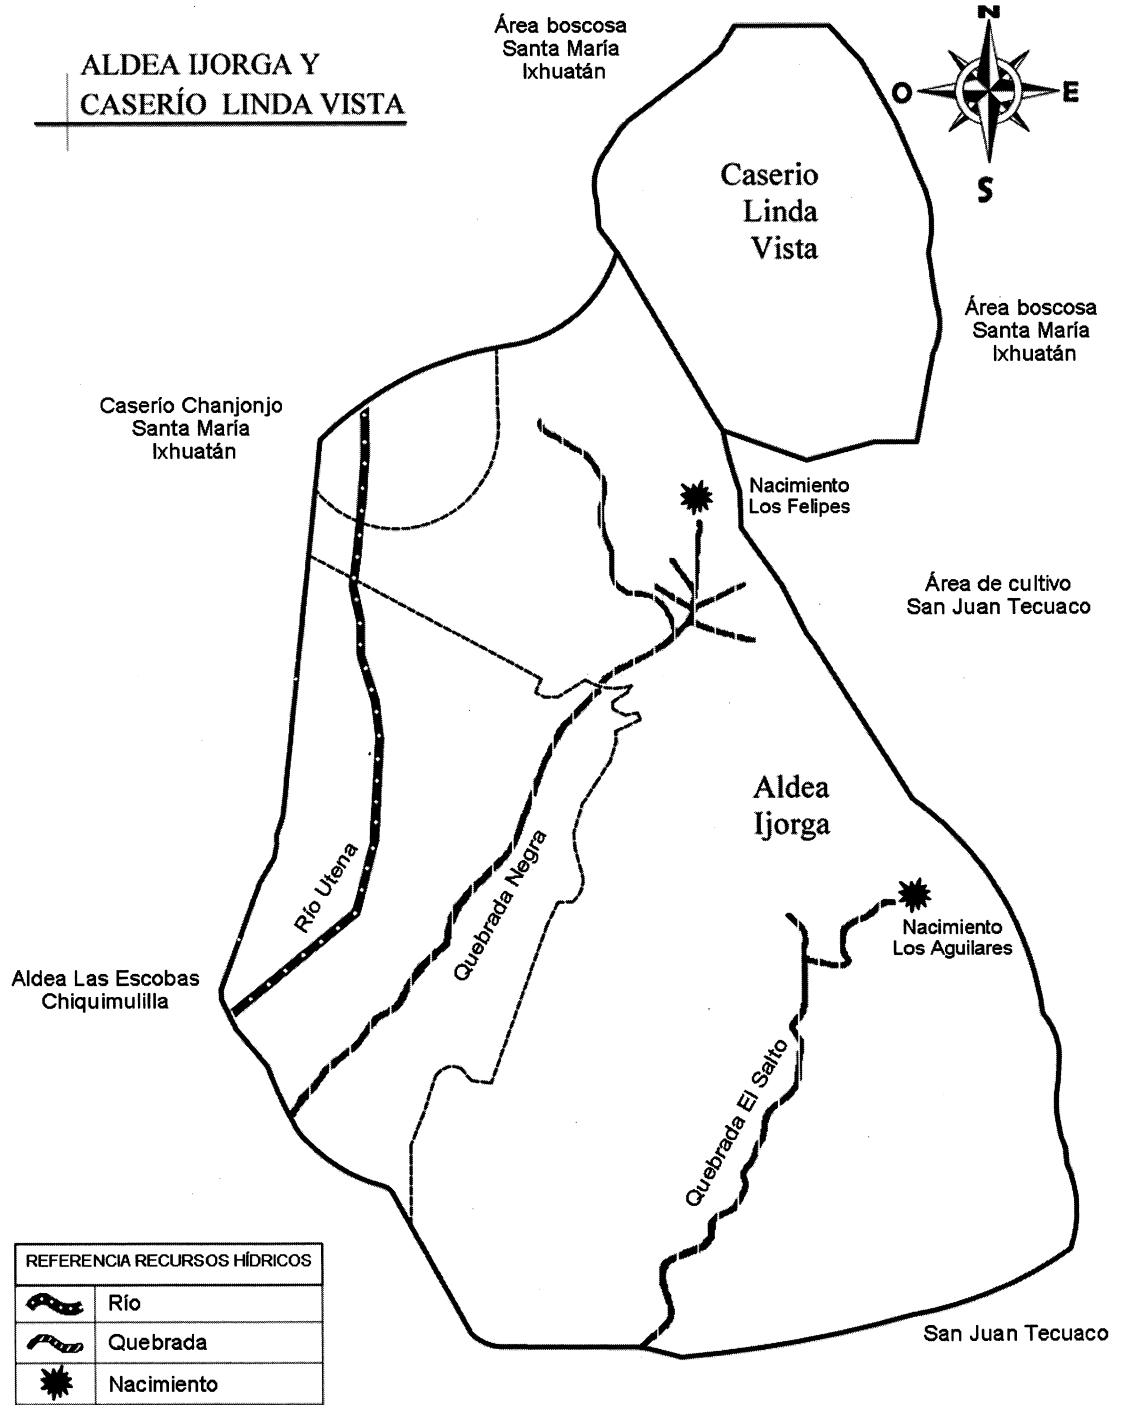 ALDEA IJORGA Y
CASERÍO LINDA VISTA
Área boscosa
Santa María
Ixhuatán
N
O
E
S
Caserio
Linda
Vista
Área boscosa
Santa María
Ixhuatán
Caserío Chanjonjo
Santa María
Ixhuatán
Nacimiento
Los Felipes
Área de cultivo
San Juan Tecuaco
Aldea
Ijorga
Río Utena
Quebrada Negra
Nacimiento
Los Aguilares
Aldea Las Escobas
Chiquimulilla
Quebrada El Salto
REFERENCIA RECURSOS HÍDRICOS
Río
Quebrada
Nacimiento
San Juan Tecuaco